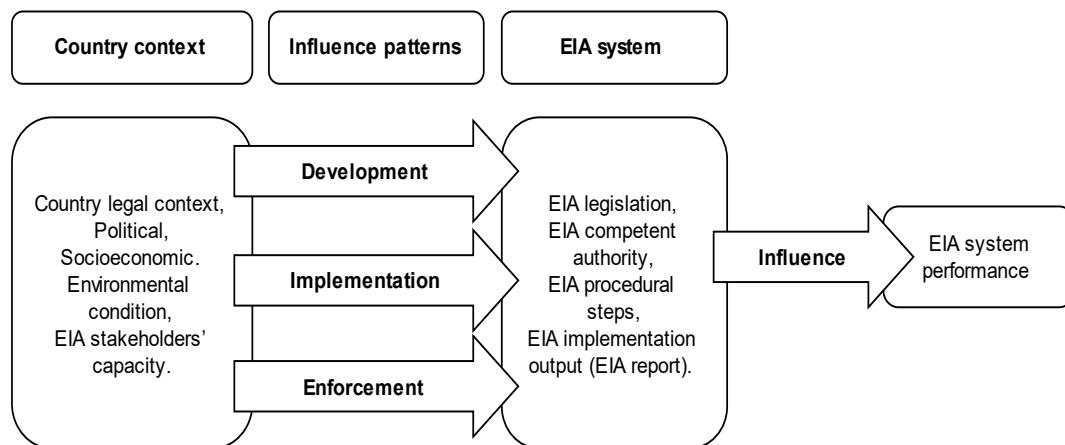 Country context
Influence patterns
EIA system
Country legal context,
Political,
Socioeconomic.
Environmental
condition,
EIA stakeholders’
capacity.
Development
Implementation
Enforcement
EIA legislation,
EIA competent
authority,
EIA procedural
steps,
EIA implementation
output (EIA report).
Influence
EIA system
performance